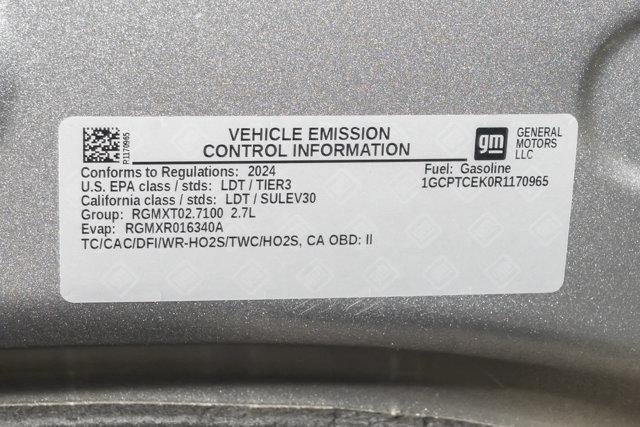 R1170965
VEHICLE EMISSION
CONTROL INFORMATION
gm
GENERAL
MOTORS
LLC
Conforms to Regulations: 2024
Fuel: Gasoline
U.S. EPA class / stds: LDT / TIER3
1GCPTCEK0R1170965
California class / stds: LDT / SULEV30
Group: RGMXT02.7100 2.7L
Evap: RGMXR016340A
TC/CAC/DFI/WR-HO2S/TWC/HO2S, CA OBD: II